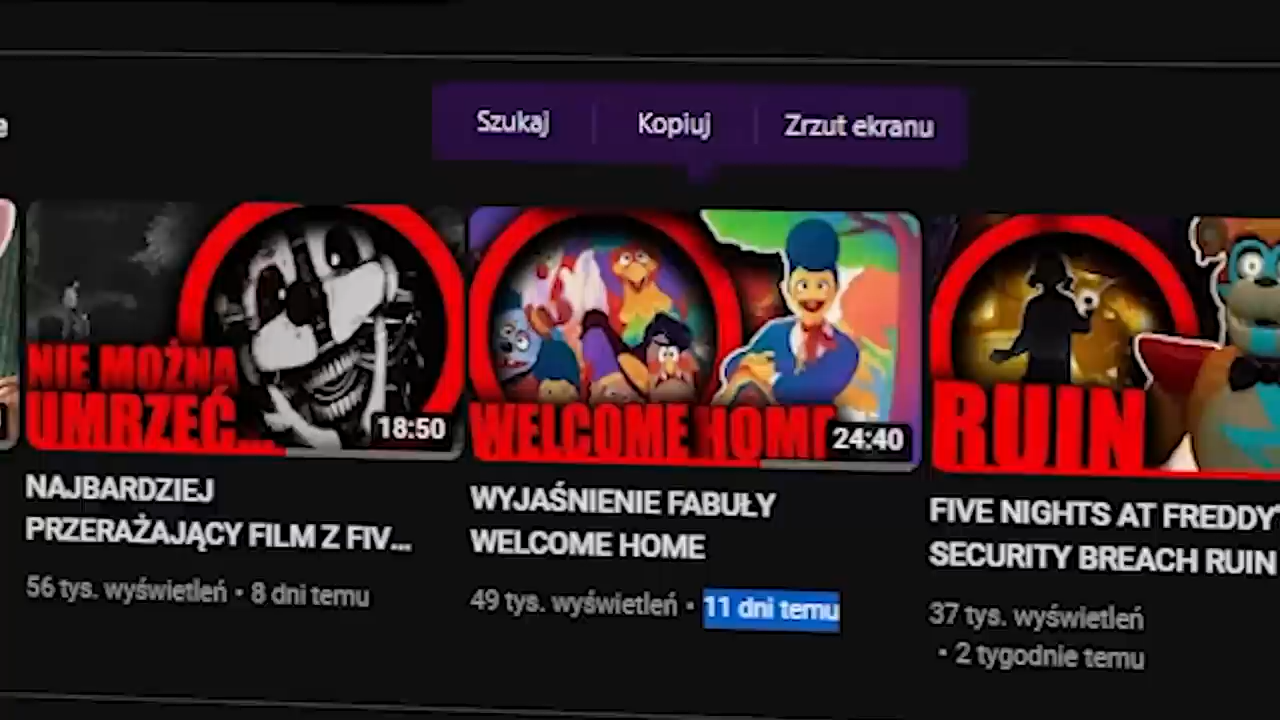 Szukaj
Kopiuj
Zrzut ekranu
NIE MOŻNA
UMRZEĆ...
18:50
NAJBARDZIEJ
PRZERAŻAJĄCY FILM Z FIV...
56 tys. wyświetleń • 8 dni temu
WELCOME HOME
24:40
WYJAŚNIENIE FABUŁY
WELCOME HOME
49 tys. wyświetleń • 11 dni temu
RUIN
FIVE NIGHTS AT FREDDY'
SECURITY BREACH RUIN
37 tys. wyświetleń
• 2 tygodnie temu